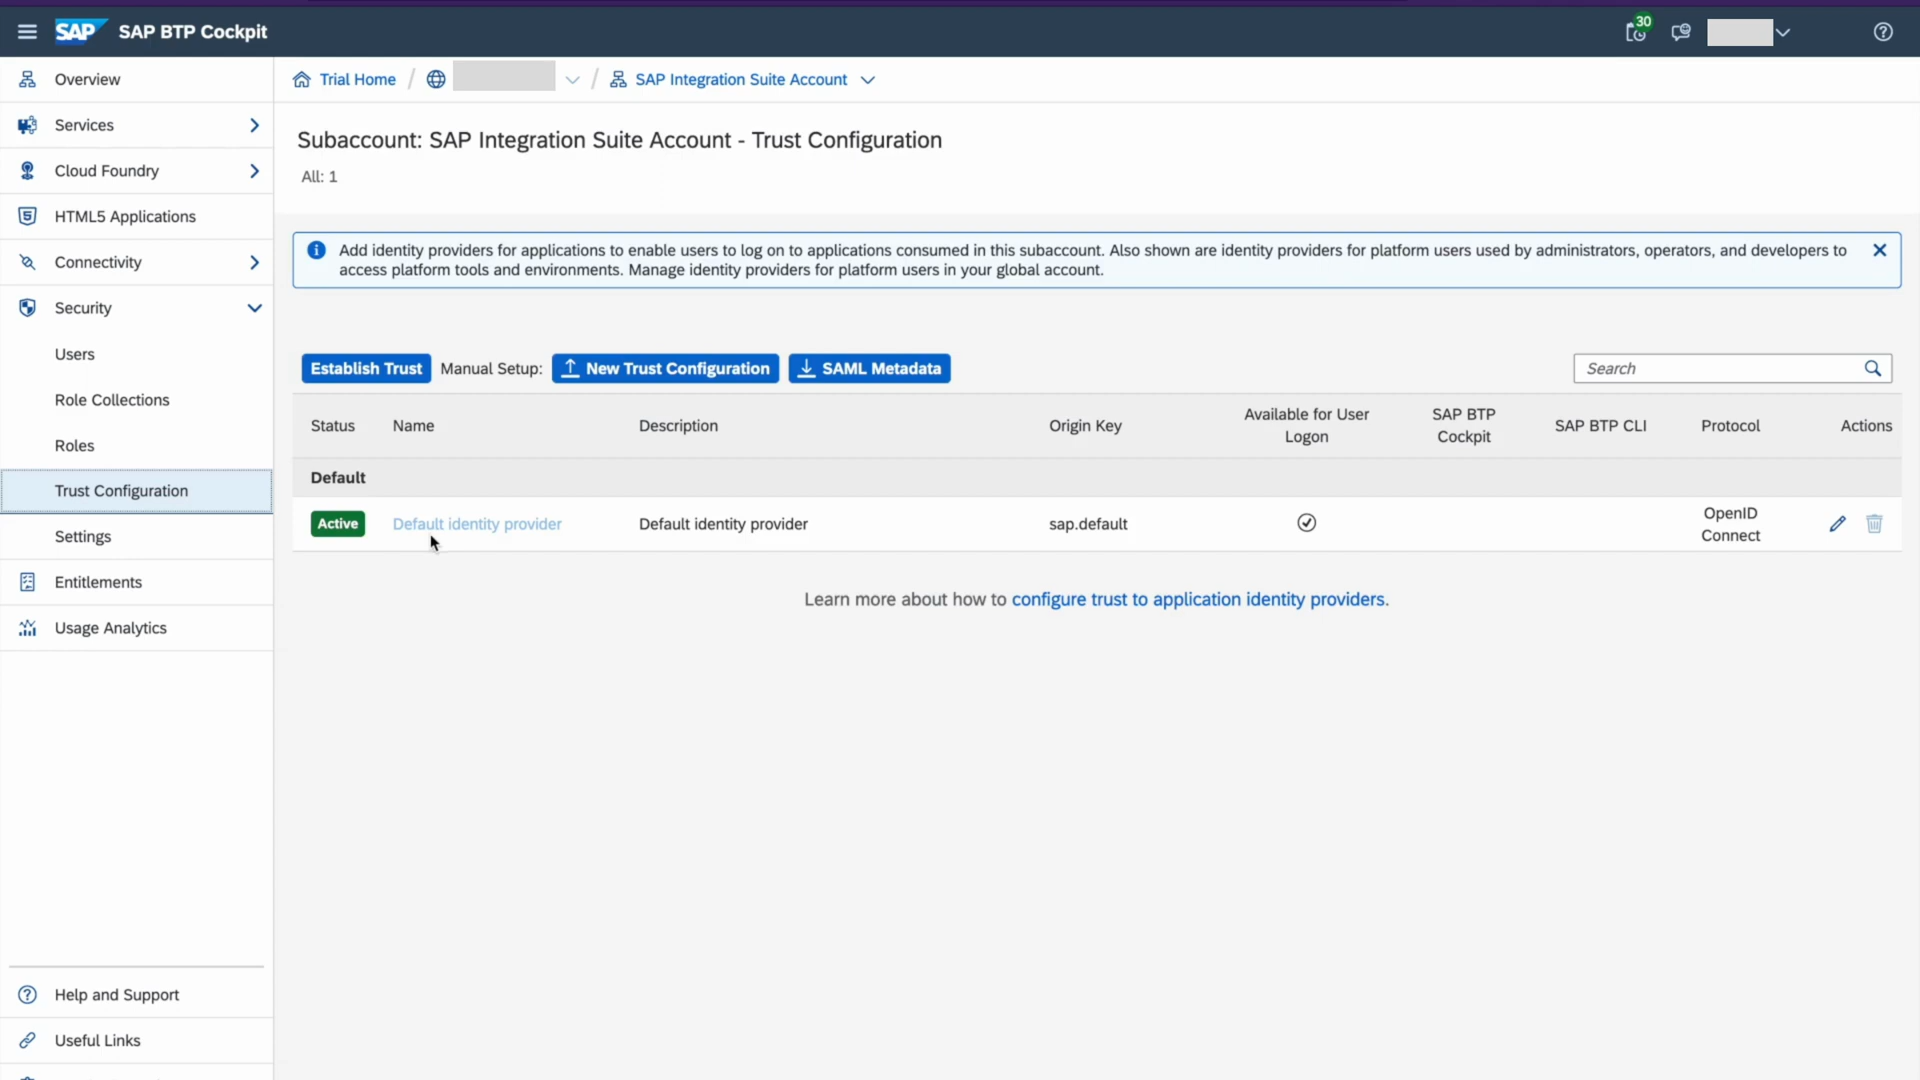 SAP SAP BTP Cockpit 30
Overview
Services
Cloud Foundry
HTML5 Applications
Connectivity
Security
Users
Role Collections
Roles
Trust Configuration
Settings
Entitlements
Usage Analytics
Help and Support
Useful Links
Trial Home / / SAP Integration Suite Account
Subaccount: SAP Integration Suite Account - Trust Configuration
All: 1
Add identity providers for applications to enable users to log on to applications consumed in this subaccount. Also shown are identity providers for platform users used by administrators, operators, and developers to
access platform tools and environments. Manage identity providers for platform users in your global account.
Establish Trust Manual Setup: New Trust Configuration SAML Metadata Search
Status Name Description Origin Key Available for User Logon SAP BTP Cockpit SAP BTP CLI Protocol Actions
Default
Active Default identity provider Default identity provider sap.default OpenID Connect
Learn more about how to configure trust to application identity providers.